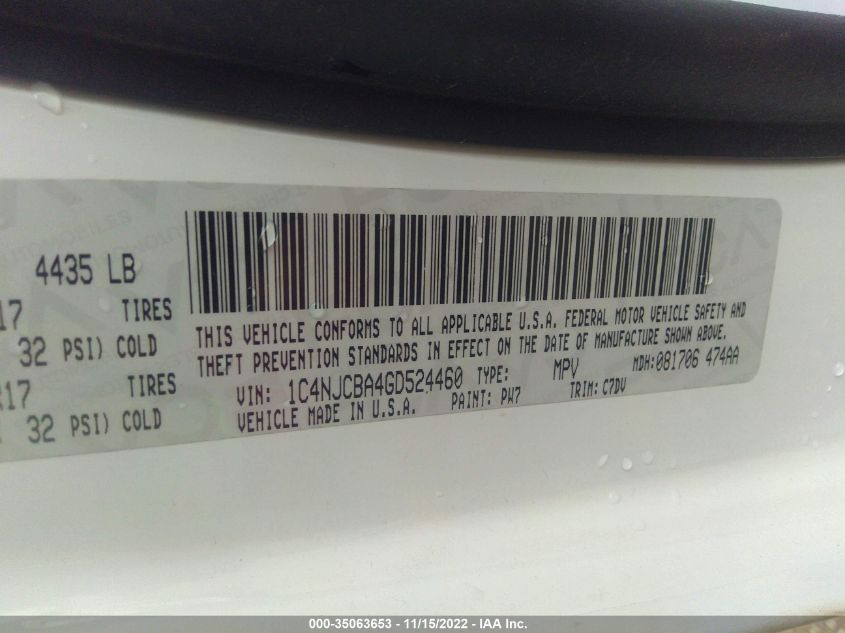 4435 LB
17 TIRES
32 PSI) COLD
R17 TIRES
32 PSI) COLD
THIS VEHICLE CONFORMS TO ALL APPLICABLE U.S.A. FEDERAL MOTOR VEHICLE SAFETY AND
THEFT PREVENTION STANDARDS IN EFFECT ON THE DATE OF MANUFACTURE SHOWN ABOVE.
VIN: 1C4NJCBA4GD524460 TYPE: MPV MDH:081706 474AA
VEHICLE MADE IN U.S.A. PAINT: PW7 TRIM: C7DV
000-35063653 - 11/15/2022 - IAA Inc.